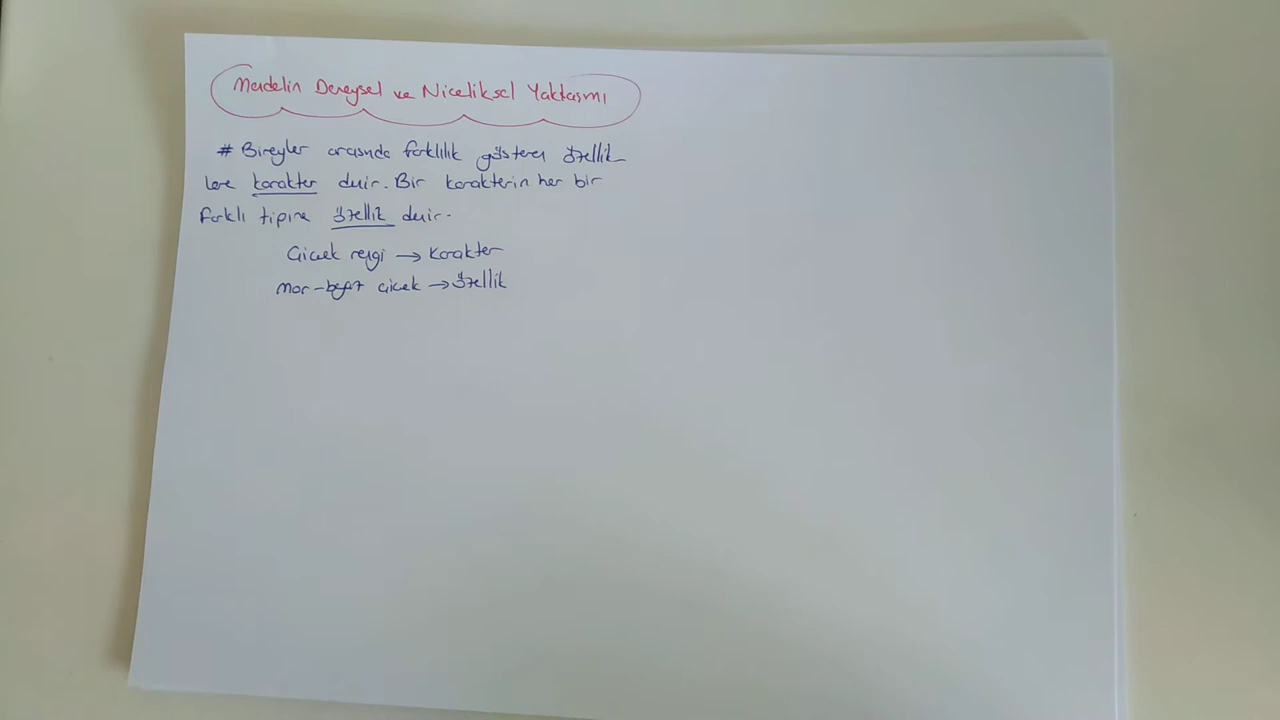 Mendelin Deneysel ve Niceliksel Yaklaşımı
# Bireyler arasında farklılık gösteren özellik
lere karakter denir. Bir karakterin her bir
farklı tipine özellik denir.
Çiçek rengi → Karakter
mor-beyaz çiçek → özellik